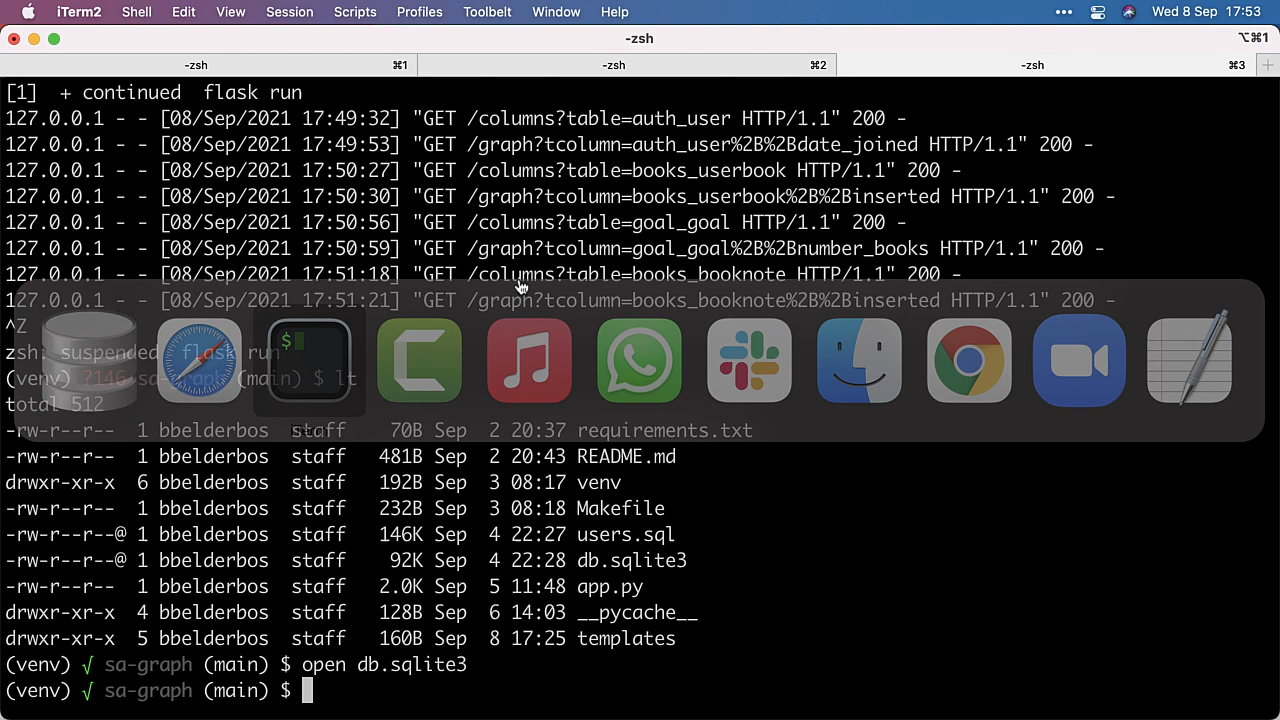 iTerm2 Shell Edit View Session Scripts Profiles Toolbelt Window Help ••• Wed 8 Sep 17:53
-zsh ⌥⌘1
-zsh ⌘1 -zsh ⌘2 -zsh ⌘3 +
[1]  + continued  flask run
127.0.0.1 - - [08/Sep/2021 17:49:32] "GET /columns?table=auth_user HTTP/1.1" 200 -
127.0.0.1 - - [08/Sep/2021 17:49:53] "GET /graph?tcolumn=auth_user%2B%2Bdate_joined HTTP/1.1" 200 -
127.0.0.1 - - [08/Sep/2021 17:50:27] "GET /columns?table=books_userbook HTTP/1.1" 200 -
127.0.0.1 - - [08/Sep/2021 17:50:30] "GET /graph?tcolumn=books_userbook%2B%2Binserted HTTP/1.1" 200 -
127.0.0.1 - - [08/Sep/2021 17:50:56] "GET /columns?table=goal_goal HTTP/1.1" 200 -
127.0.0.1 - - [08/Sep/2021 17:50:59] "GET /graph?tcolumn=goal_goal%2B%2Bnumber_books HTTP/1.1" 200 -
127.0.0.1 - - [08/Sep/2021 17:51:18] "GET /columns?table=books_booknote HTTP/1.1" 200 -
127.0.0.1 - - [08/Sep/2021 17:51:21] "GET /graph?tcolumn=books_booknote%2B%2Binserted HTTP/1.1" 200 -
^Z
zsh: suspended  flask run
(venv) ?146 sa-graph (main) $ lt
total 512
-rw-r--r--  1 bbelderbos  staff    70B Sep  2 20:37 requirements.txt
-rw-r--r--  1 bbelderbos  staff   481B Sep  2 20:43 README.md
drwxr-xr-x  6 bbelderbos  staff   192B Sep  3 08:17 venv
-rw-r--r--  1 bbelderbos  staff   232B Sep  3 08:18 Makefile
-rw-r--r--@ 1 bbelderbos  staff   146K Sep  4 22:27 users.sql
-rw-r--r--@ 1 bbelderbos  staff    92K Sep  4 22:28 db.sqlite3
-rw-r--r--  1 bbelderbos  staff   2.0K Sep  5 11:48 app.py
drwxr-xr-x  4 bbelderbos  staff   128B Sep  6 14:03 __pycache__
drwxr-xr-x  5 bbelderbos  staff   160B Sep  8 17:25 templates
(venv) √ sa-graph (main) $ open db.sqlite3
(venv) √ sa-graph (main) $